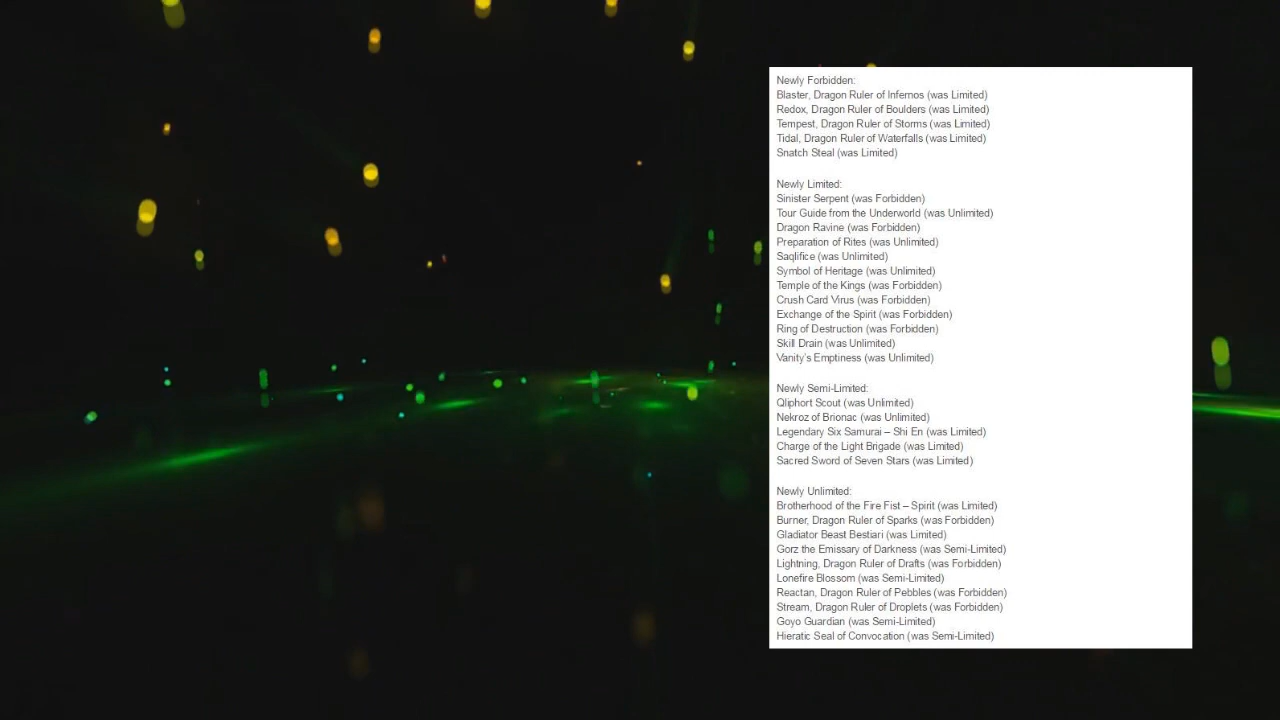 Newly Forbidden:
Blaster, Dragon Ruler of Infernos (was Limited)
Redox, Dragon Ruler of Boulders (was Limited)
Tempest, Dragon Ruler of Storms (was Limited)
Tidal, Dragon Ruler of Waterfalls (was Limited)
Snatch Steal (was Limited)
Newly Limited:
Sinister Serpent (was Forbidden)
Tour Guide from the Underworld (was Unlimited)
Dragon Ravine (was Forbidden)
Preparation of Rites (was Unlimited)
Saqlifice (was Unlimited)
Symbol of Heritage (was Unlimited)
Temple of the Kings (was Forbidden)
Crush Card Virus (was Forbidden)
Exchange of the Spirit (was Forbidden)
Ring of Destruction (was Forbidden)
Skill Drain (was Unlimited)
Vanity's Emptiness (was Unlimited)
Newly Semi-Limited:
Qliphort Scout (was Unlimited)
Nekroz of Brionac (was Unlimited)
Legendary Six Samurai – Shi En (was Limited)
Charge of the Light Brigade (was Limited)
Sacred Sword of Seven Stars (was Limited)
Newly Unlimited:
Brotherhood of the Fire Fist – Spirit (was Limited)
Burner, Dragon Ruler of Sparks (was Forbidden)
Gladiator Beast Bestiari (was Limited)
Gorz the Emissary of Darkness (was Semi-Limited)
Lightning, Dragon Ruler of Drafts (was Forbidden)
Lonefire Blossom (was Semi-Limited)
Reactan, Dragon Ruler of Pebbles (was Forbidden)
Stream, Dragon Ruler of Droplets (was Forbidden)
Goyo Guardian (was Semi-Limited)
Hieratic Seal of Convocation (was Semi-Limited)